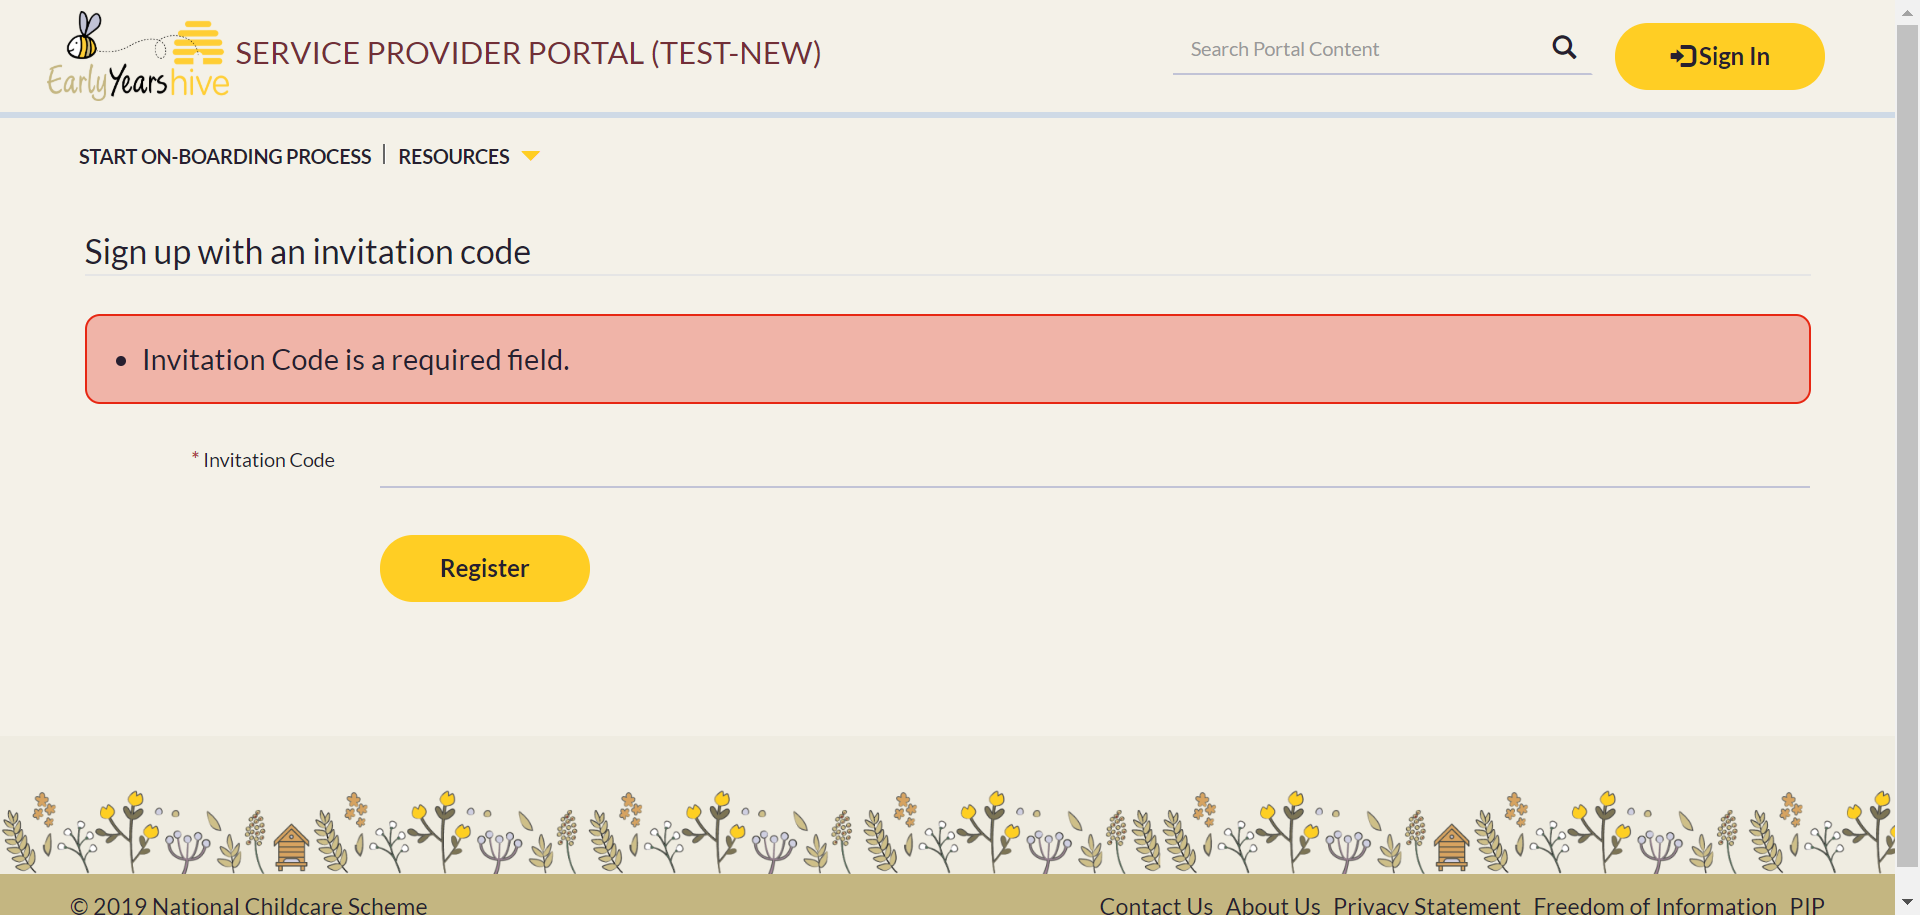 Early Years hive
SERVICE PROVIDER PORTAL (TEST-NEW)
Search Portal Content
Sign In
START ON-BOARDING PROCESS | RESOURCES
Sign up with an invitation code
• Invitation Code is a required field.
* Invitation Code
Register
© 2019 National Childcare Scheme
Contact Us About Us Privacy Statement Freedom of Information PIP